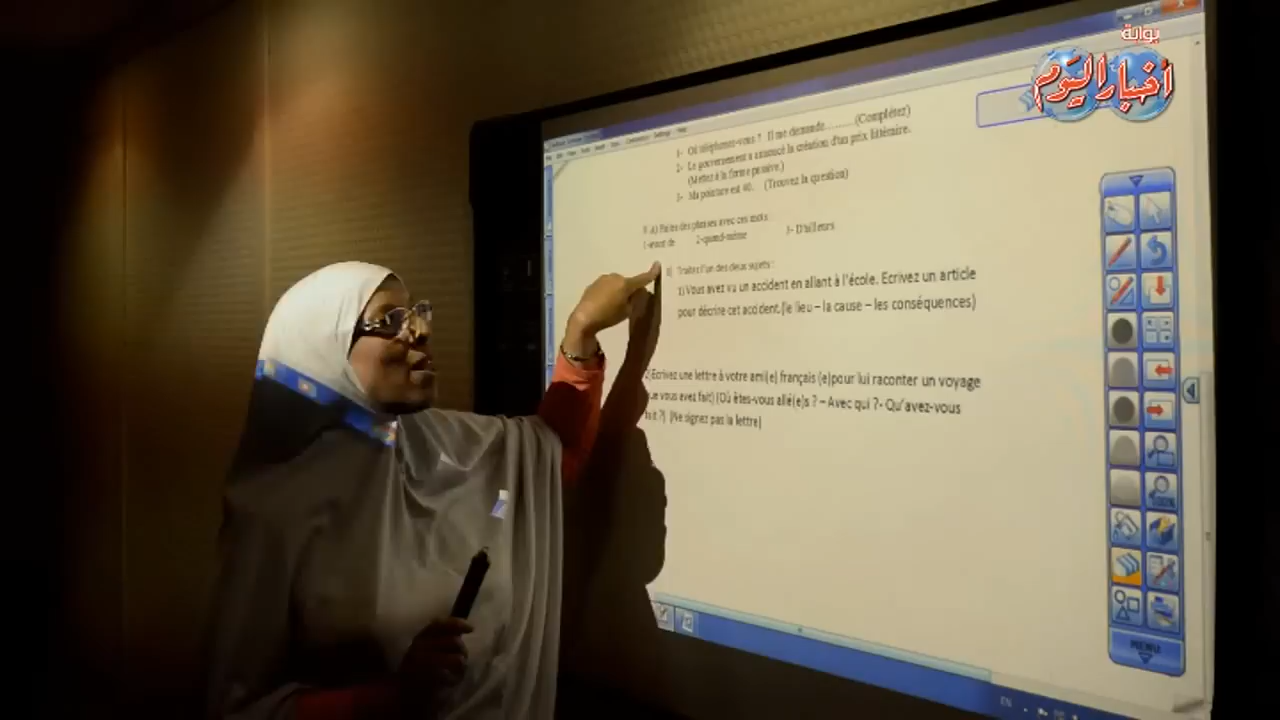 بوابة
أخبار اليوم
1- Où téléphonez-vous ? Il me demande......... (Complétez)
2- Le gouvernement a annoncé la création d'un prix littéraire.
(Mettez à la forme passive.)
3- Ma pointure est 40. (Trouvez la question)
A) Faites des phrases avec ces mots
1-avant de 2-quand-même 3- D'ailleurs
B) Traitez l'un des deux sujets :
1) Vous avez vu un accident en allant à l'école. Ecrivez un article
pour décrire cet accident.(le lieu – la cause – les conséquences)
Ecrivez une lettre à votre ami(e) français (e)pour lui raconter un voyage
vous avez fait) (Où êtes-vous allé(e)s ? – Avec qui ?- Qu'avez-vous
?) (Ne signez pas la lettre)
100%
MENU
EN